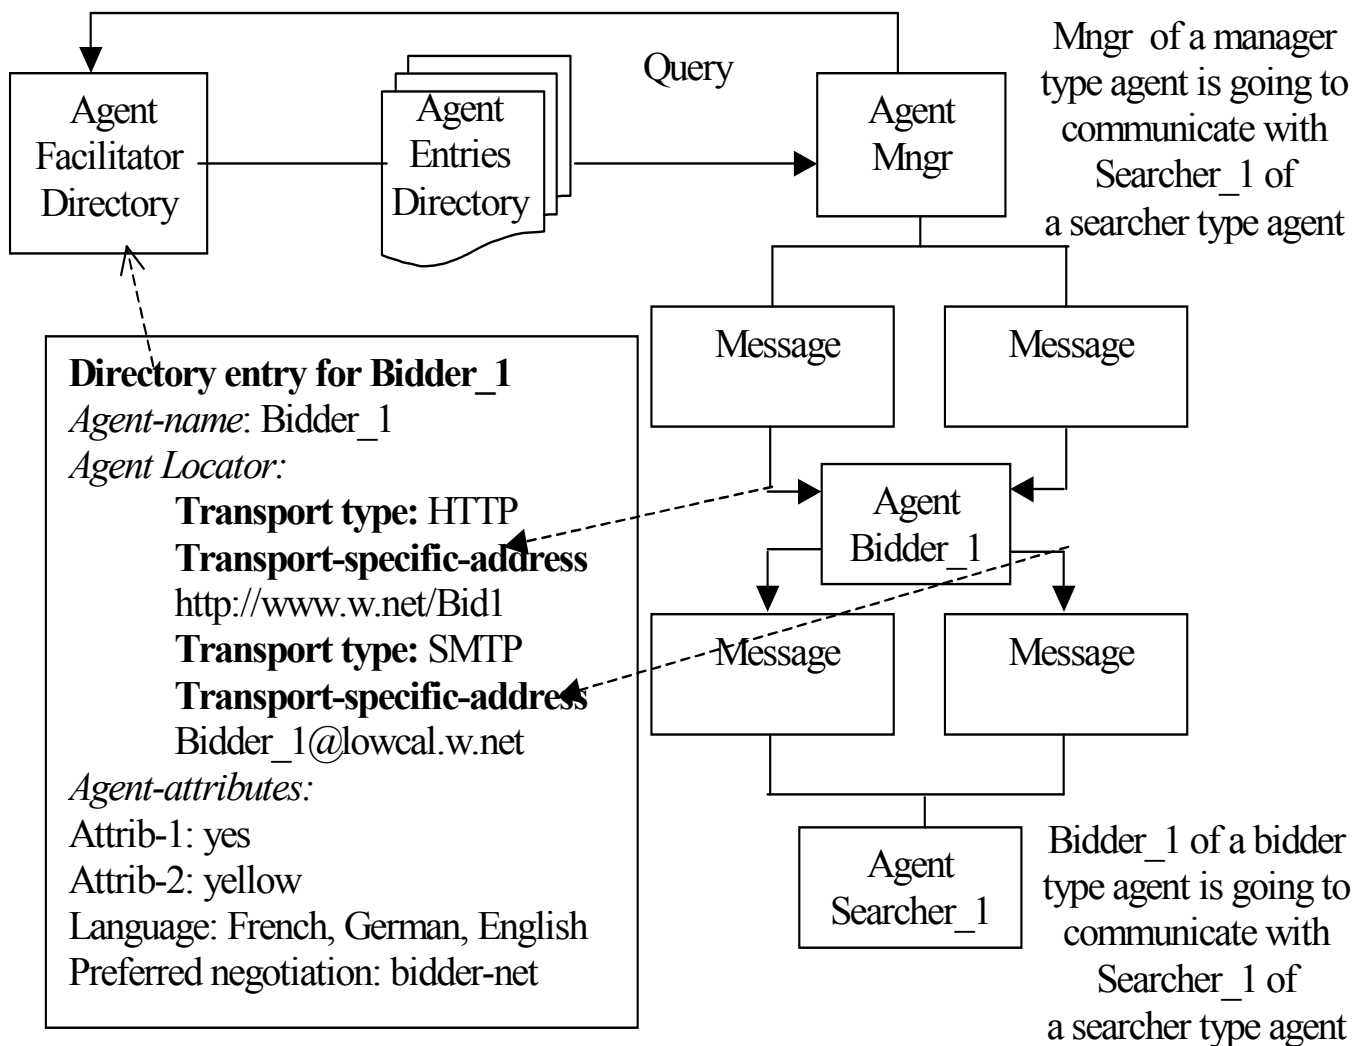 Agent
Facilitator
Directory
Agent
Entries
Directory
Query
Agent
Mngr
Mngr of a manager
type agent is going to
communicate with
Searcher_1 of
a searcher type agent
Message
Message
Directory entry for Bidder_1
Agent-name: Bidder_1
Agent Locator:
Transport type: HTTP
Transport-specific-address
http://www.w.net/Bid1
Transport type: SMTP
Transport-specific-address
Bidder_1@lowcal.w.net
Agent-attributes:
Attrib-1: yes
Attrib-2: yellow
Language: French, German, English
Preferred negotiation: bidder-net
Agent
Bidder_1
Message
Message
Agent
Searcher_1
Bidder_1 of a bidder
type agent is going to
communicate with
Searcher_1 of
a searcher type agent